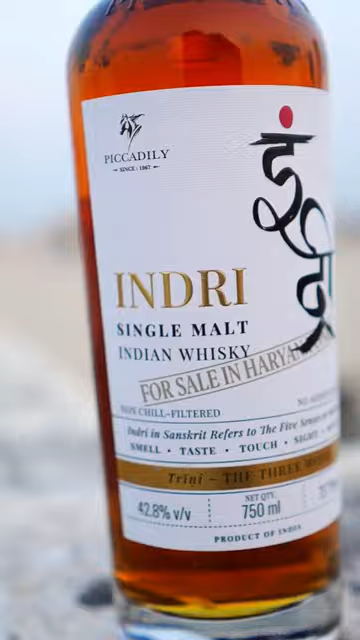 PICCADILY
SINCE : 1967
इंद्री
INDRI
SINGLE MALT
INDIAN WHISKY
FOR SALE IN HARYA
NON CHILL-FILTERED
NO
Indri in Sanskrit Refers to The Five Senses
SMELL • TASTE • TOUCH • SIGHT
Trini - THE THREE
42.8% v/v
NET QTY.
750 ml
PRODUCT OF INDIA